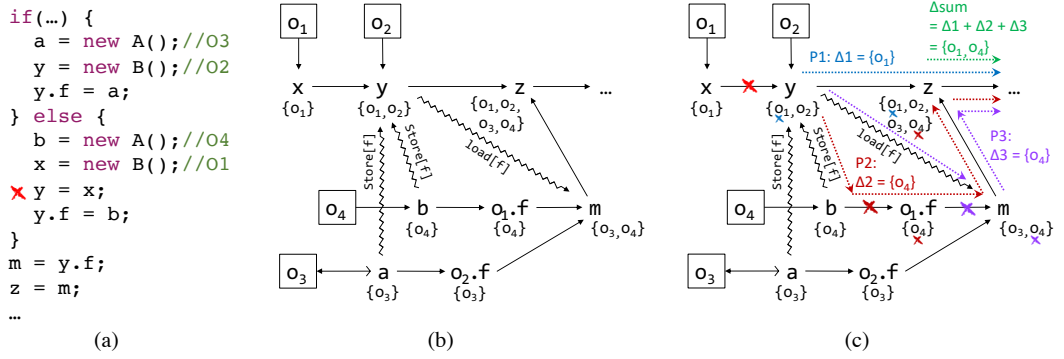 if(…) {
a = new A();//O3
y = new B();//O2
y.f = a;
} else {
b = new A();//O4
x = new B();//O1
y = x;
y.f = b;
}
m = y.f;
z = m;
…
(a)
o₁
o₂
x
y
z
…
{o₁}
{o₁,o₂}
{o₁,o₂,
o₃,o₄}
Store[f]
Store[f]
load[f]
o₄
b
o₁.f
m
{o₄}
{o₄}
{o₃,o₄}
o₃
a
o₂.f
{o₃}
{o₃}
(b)
o₁
o₂
Δsum
= Δ1 + Δ2 + Δ3
= {o₁,o₄}
P1: Δ1 = {o₁}
x
y
z
…
{o₁}
{o₁,o₂}
{o₁,o₂,
o₃,o₄}
Store[f]
Store[f]
load[f]
P2:
Δ2 = {o₄}
P3:
Δ3 = {o₄}
o₄
b
o₁.f
m
{o₄}
{o₄}
{o₃,o₄}
o₃
a
o₂.f
{o₃}
{o₃}
(c)